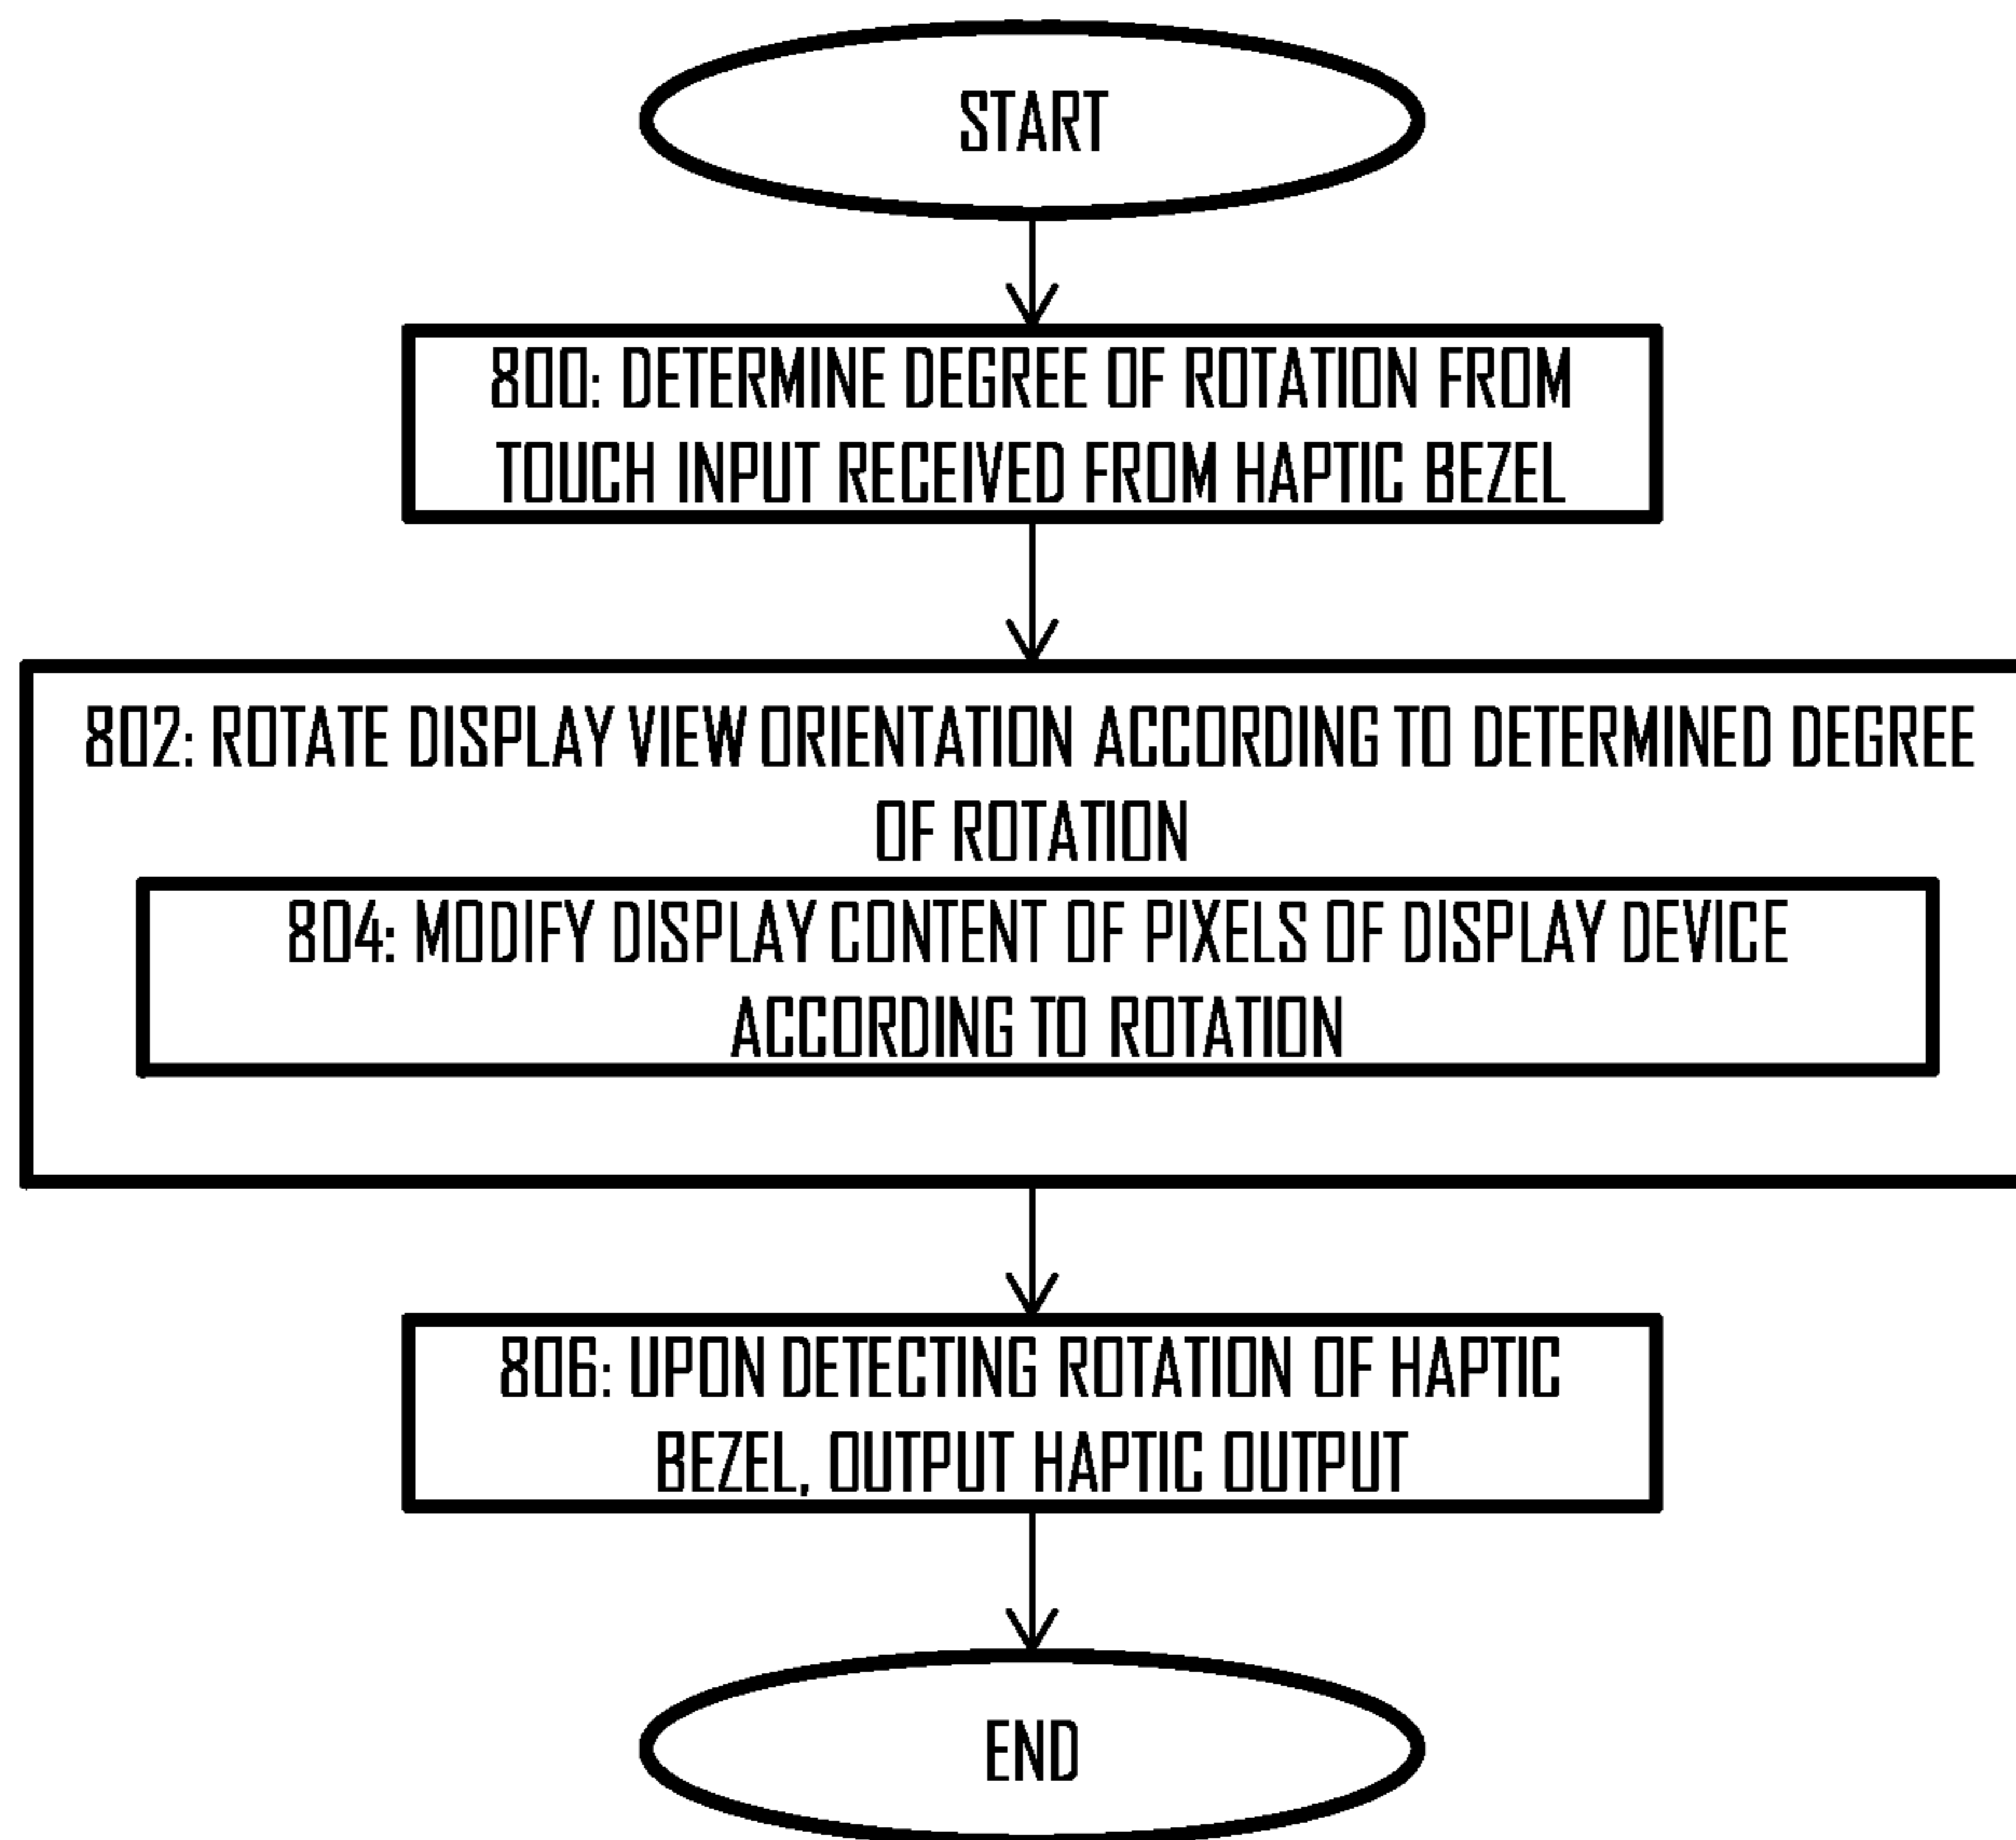 START
800: DETERMINE DEGREE OF ROTATION FROM
TOUCH INPUT RECEIVED FROM HAPTIC BEZEL
802: ROTATE DISPLAY VIEW ORIENTATION ACCORDING TO DETERMINED DEGREE
OF ROTATION
804: MODIFY DISPLAY CONTENT OF PIXELS OF DISPLAY DEVICE
ACCORDING TO ROTATION
806: UPON DETECTING ROTATION OF HAPTIC
BEZEL, OUTPUT HAPTIC OUTPUT
END